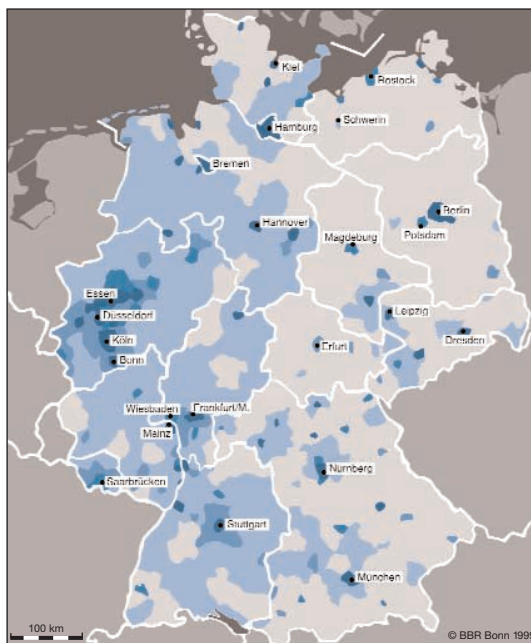 Kiel
Rostock
Schwerin
Hamburg
Bremen
Berlin
Hannover
Potsdam
Magdeburg
Essen
Düsseldorf
Leipzig
Köln
Dresden
Erfurt
Bonn
Wiesbaden
Frankfurt/M.
Mainz
Nürnberg
Saarbrücken
Stuttgart
München
100 km
© BBR Bonn